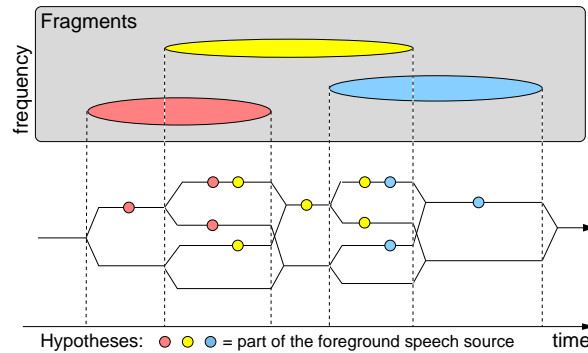 Fragments
frequency
time
Hypotheses: = part of the foreground speech source